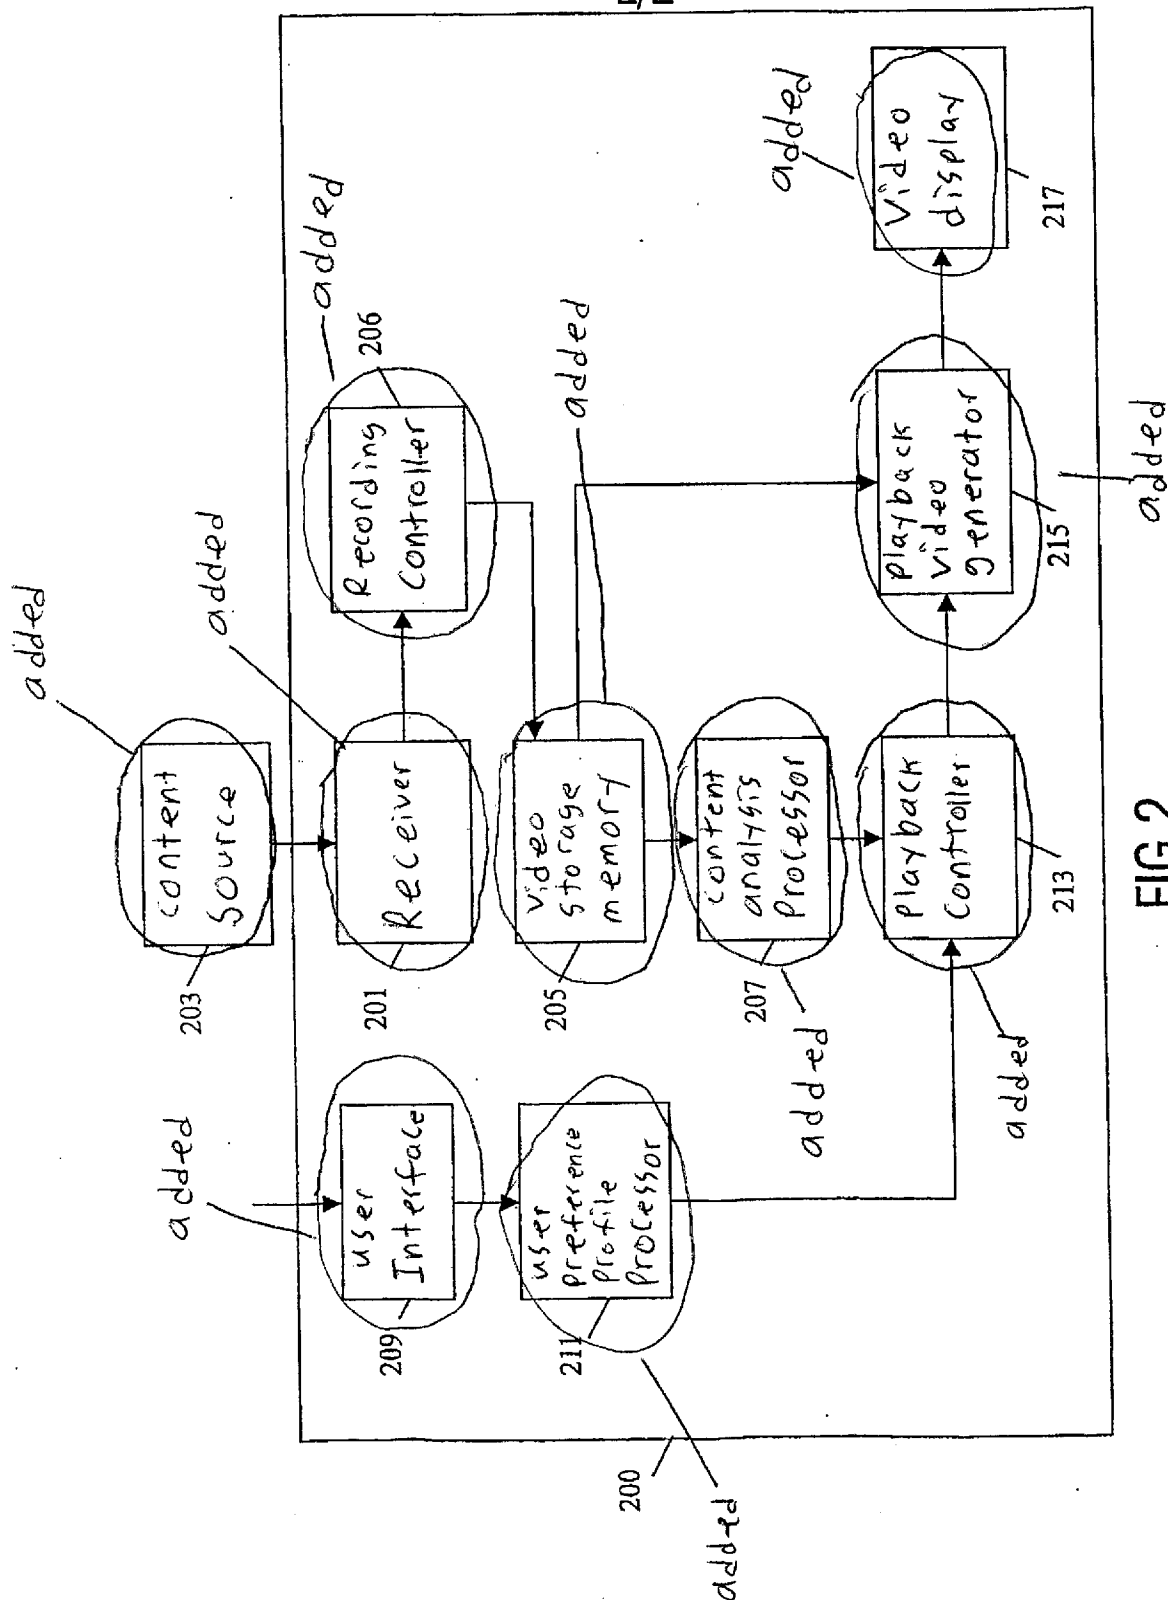 added
content
source
203
added
Receiver
201
added
Recording
controller
206
added
video
storage
memory
205
added
content
analysis
processor
207
added
user
Interface
209
added
user
preference
profile
processor
211
added
playback
controller
213
added
playback
video
generator
215
added
Video
display
217
added
200
FIG.2